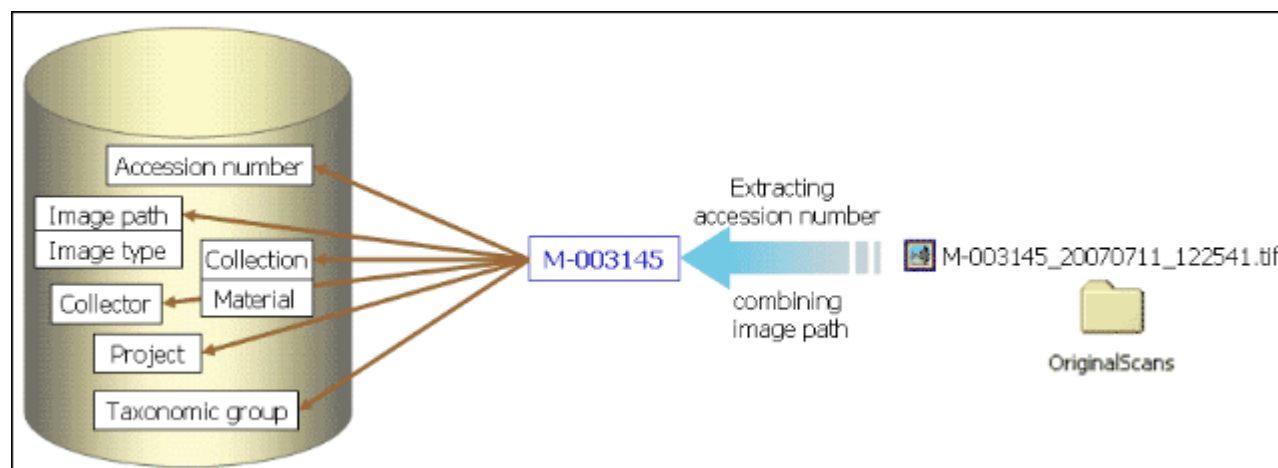 Accession number
Image path
Image type
Collection
Material
Collector
Project
Taxonomic group
M-003145
Extracting
accession number
combining
image path
M-003145_20070711_122541.tif
OriginalScans